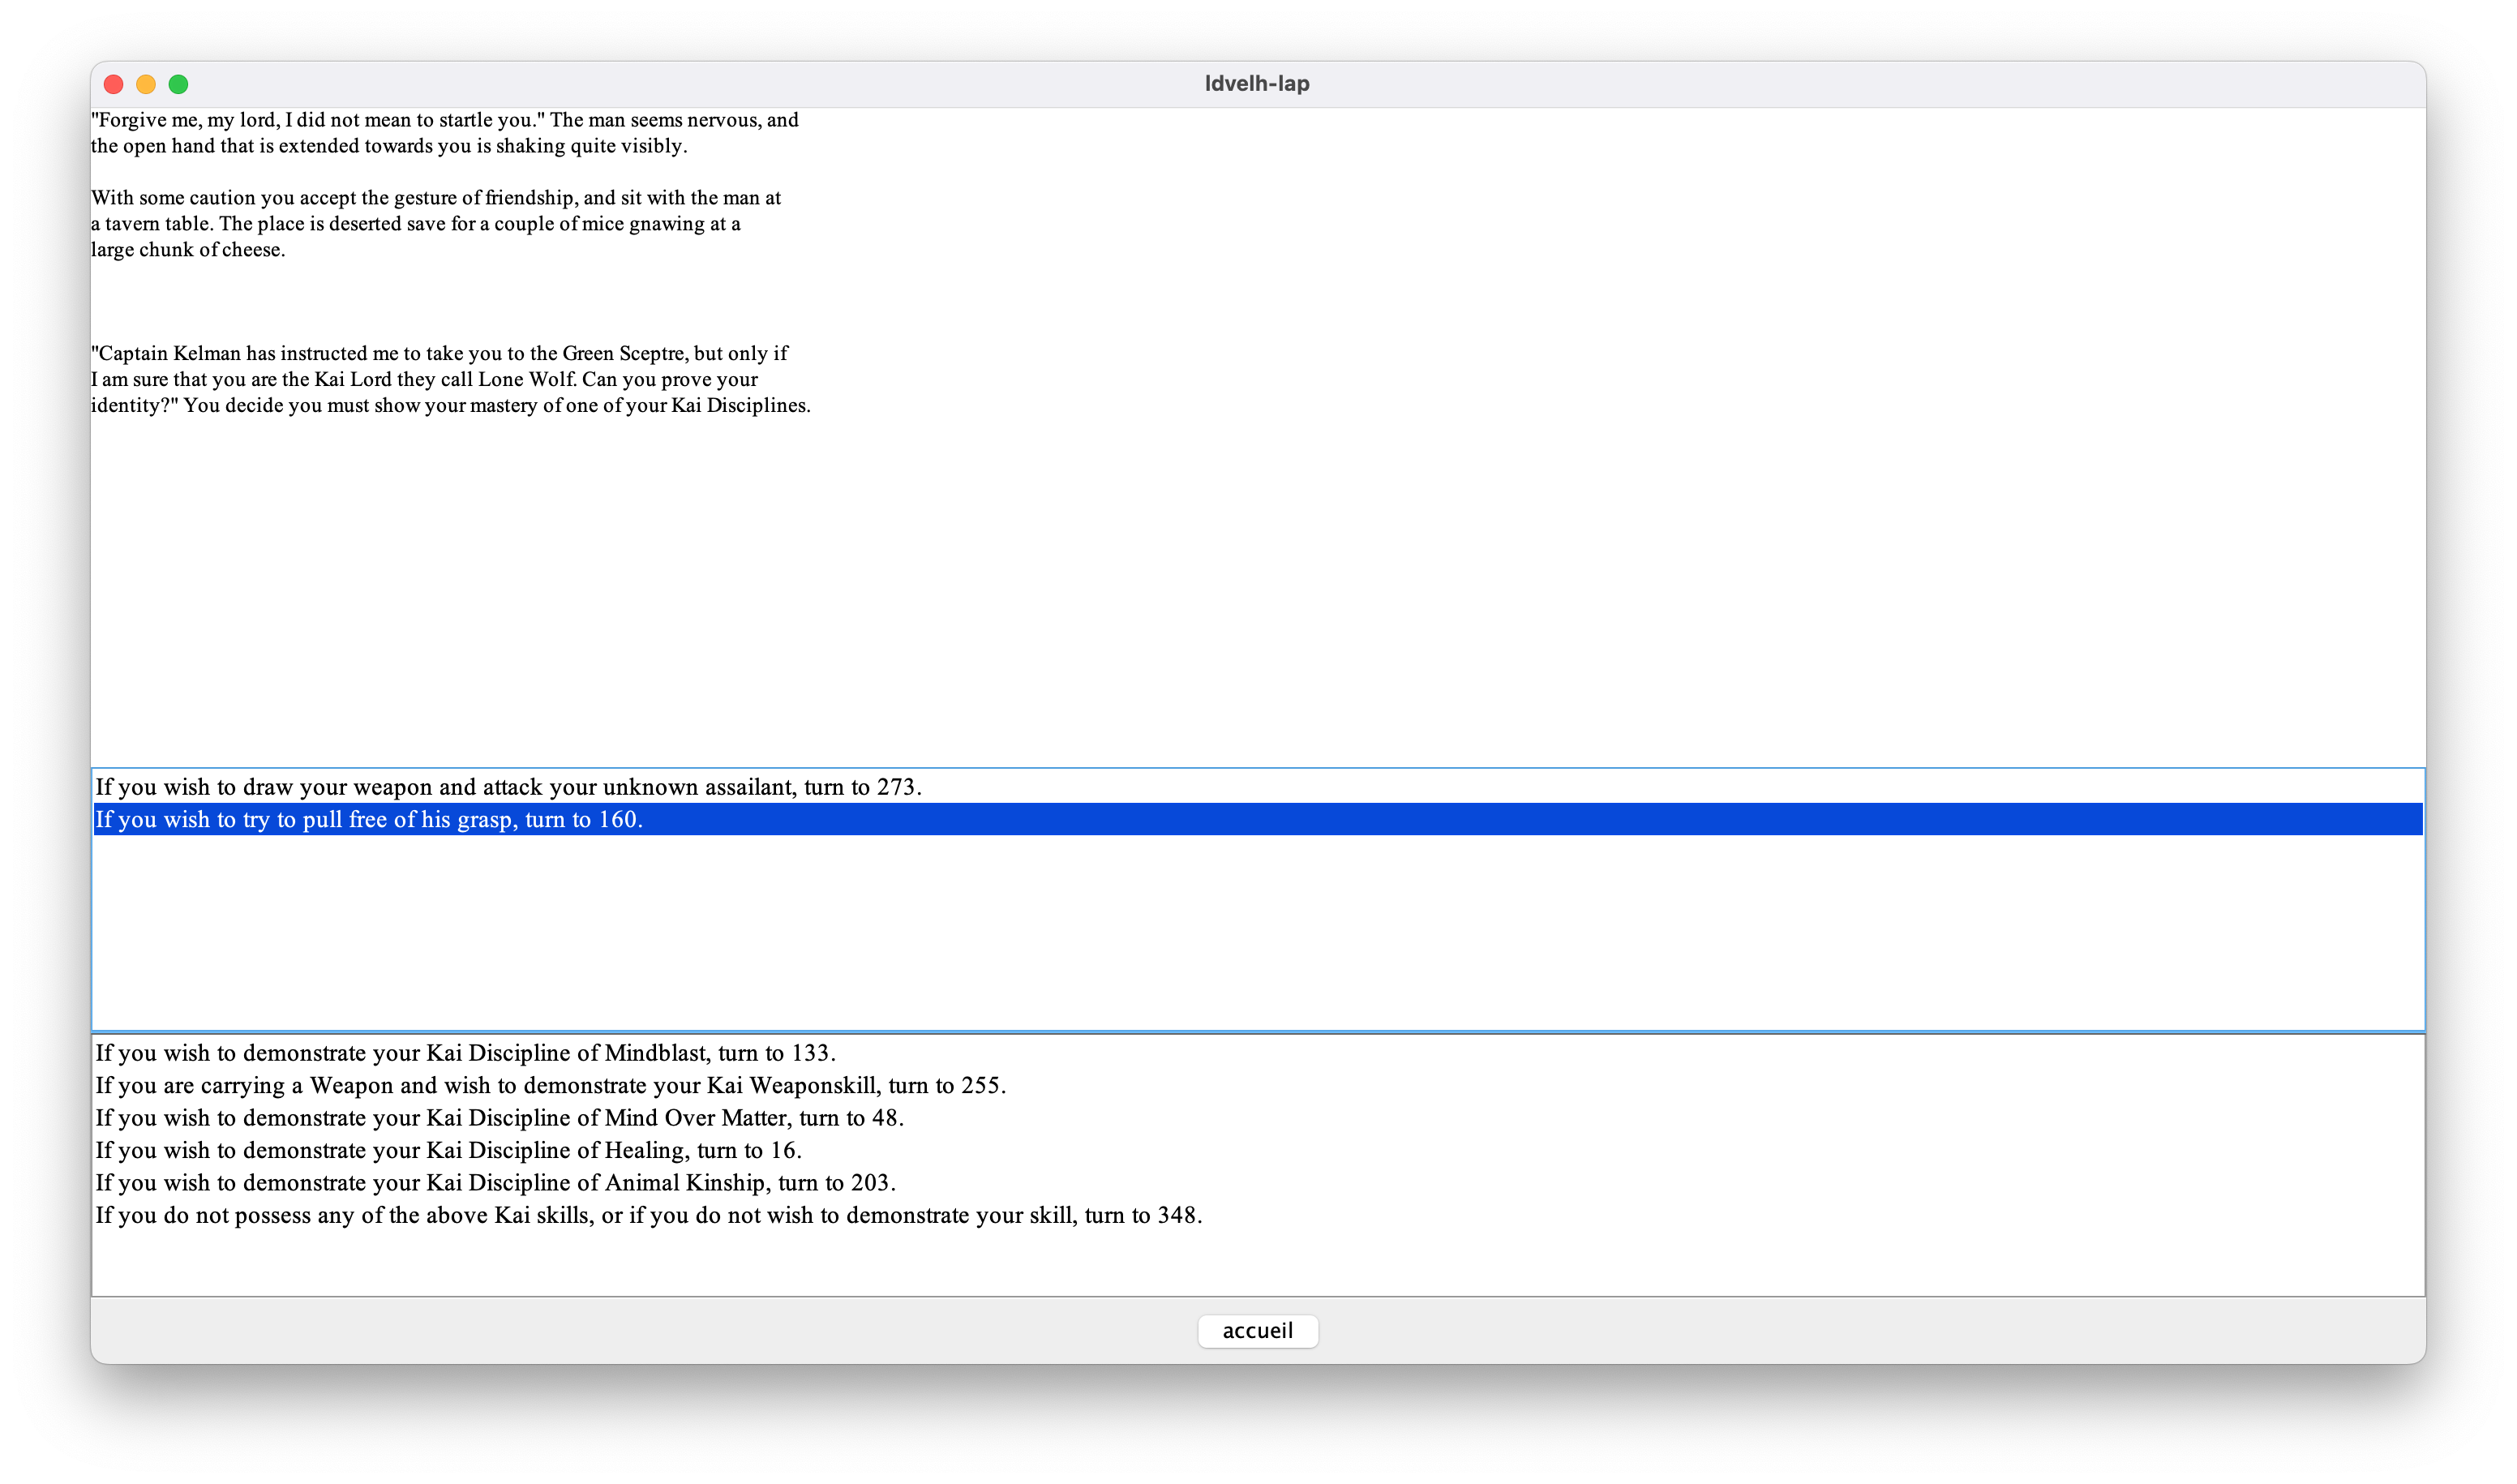 ldvelh-lap
"Forgive me, my lord, I did not mean to startle you." The man seems nervous, and
the open hand that is extended towards you is shaking quite visibly.
With some caution you accept the gesture of friendship, and sit with the man at
a tavern table. The place is deserted save for a couple of mice gnawing at a
large chunk of cheese.
"Captain Kelman has instructed me to take you to the Green Sceptre, but only if
I am sure that you are the Kai Lord they call Lone Wolf. Can you prove your
identity?" You decide you must show your mastery of one of your Kai Disciplines.
If you wish to draw your weapon and attack your unknown assailant, turn to 273.
If you wish to try to pull free of his grasp, turn to 160.
If you wish to demonstrate your Kai Discipline of Mindblast, turn to 133.
If you are carrying a Weapon and wish to demonstrate your Kai Weaponskill, turn to 255.
If you wish to demonstrate your Kai Discipline of Mind Over Matter, turn to 48.
If you wish to demonstrate your Kai Discipline of Healing, turn to 16.
If you wish to demonstrate your Kai Discipline of Animal Kinship, turn to 203.
If you do not possess any of the above Kai skills, or if you do not wish to demonstrate your skill, turn to 348.
accueil